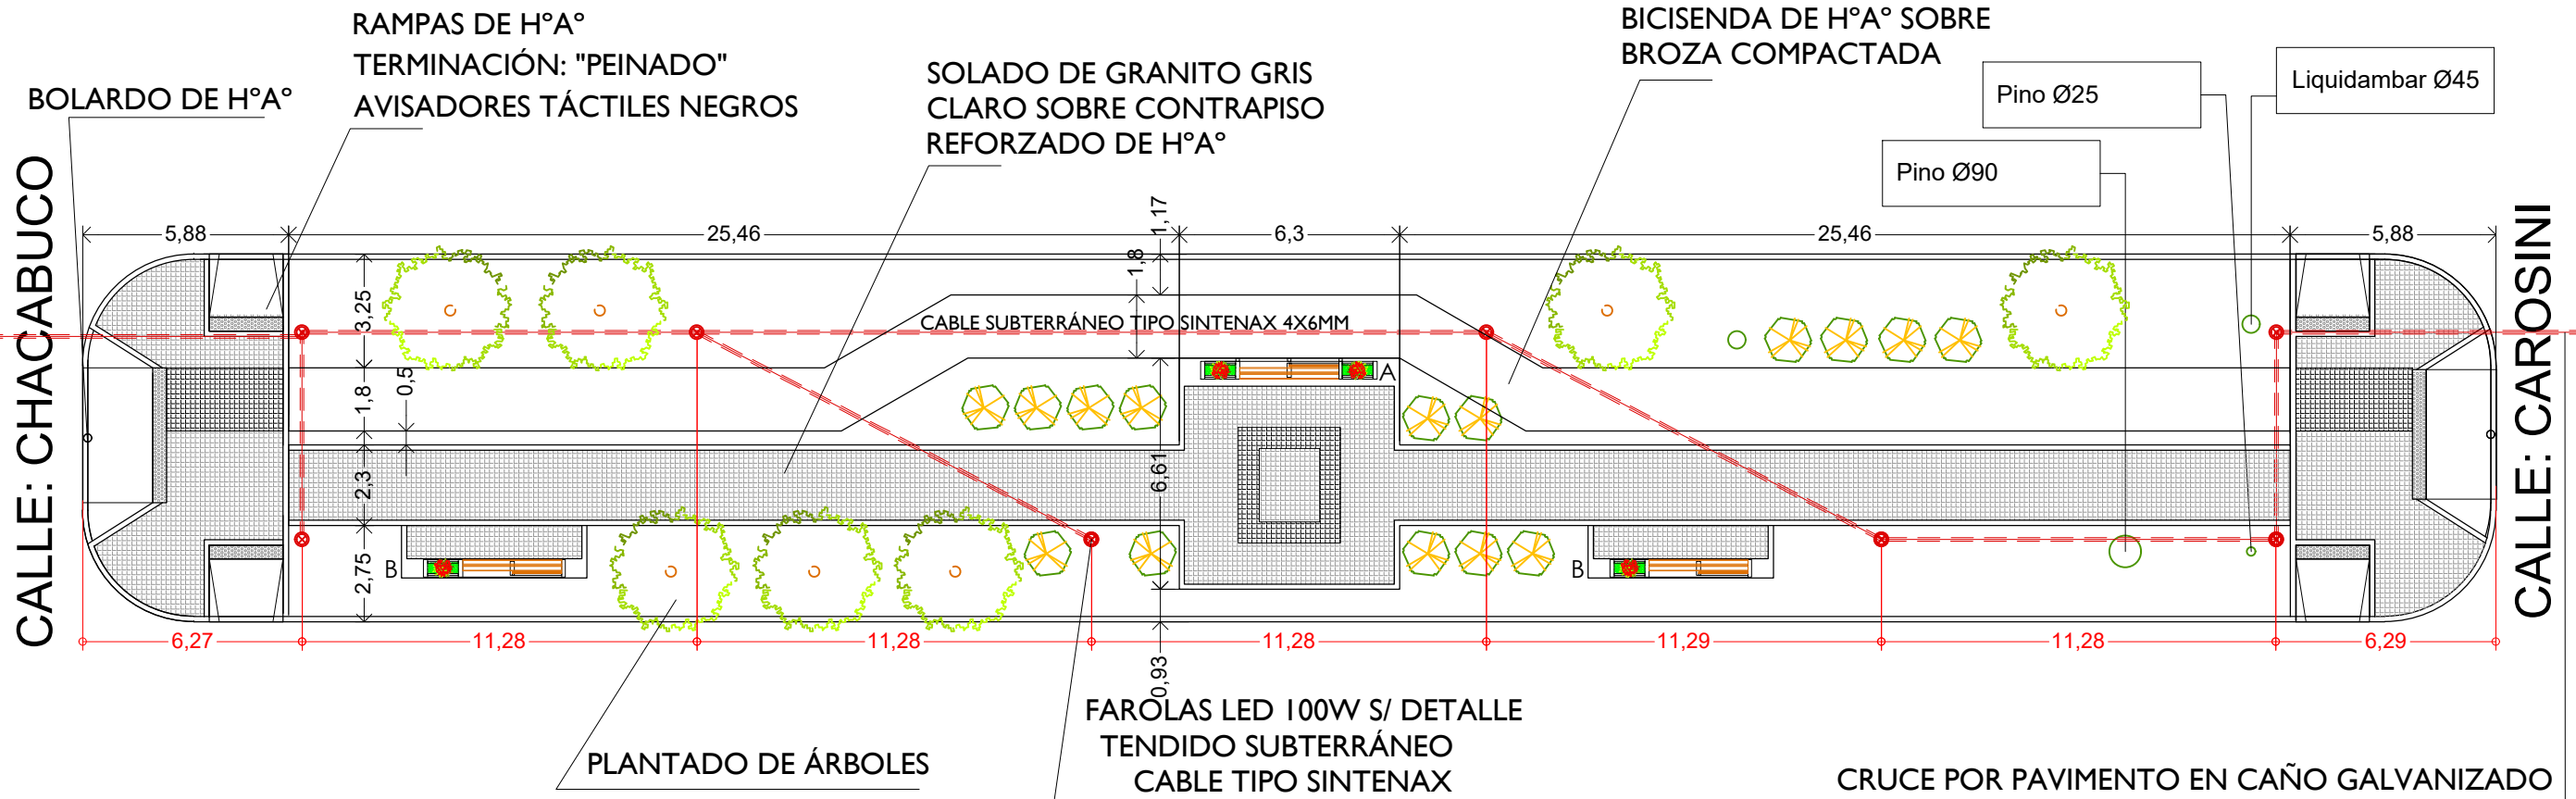 RAMPAS DE HºAº
TERMINACIÓN: "PEINADO"
AVISADORES TÁCTILES NEGROS
BOLARDO DE HºAº
SOLADO DE GRANITO GRIS
CLARO SOBRE CONTRAPISO
REFORZADO DE HºAº
BICISENDA DE HºAº SOBRE
BROZA COMPACTADA
Pino Ø25
Liquidambar Ø45
Pino Ø90
CALLE: CHACABUCO
CALLE: CAROSINI
5,88
25,46
1,17
6,3
25,46
5,88
1,8
3,25
CABLE SUBTERRÁNEO TIPO SINTENAX 4X6MM
A
0,5
1,8
2,3
6,61
2,75
B
B
6,27
11,28
11,28
11,28
11,29
11,28
6,29
0,93
FAROLAS LED 100W S/ DETALLE
TENDIDO SUBTERRÁNEO
CABLE TIPO SINTENAX
PLANTADO DE ÁRBOLES
CRUCE POR PAVIMENTO EN CAÑO GALVANIZADO